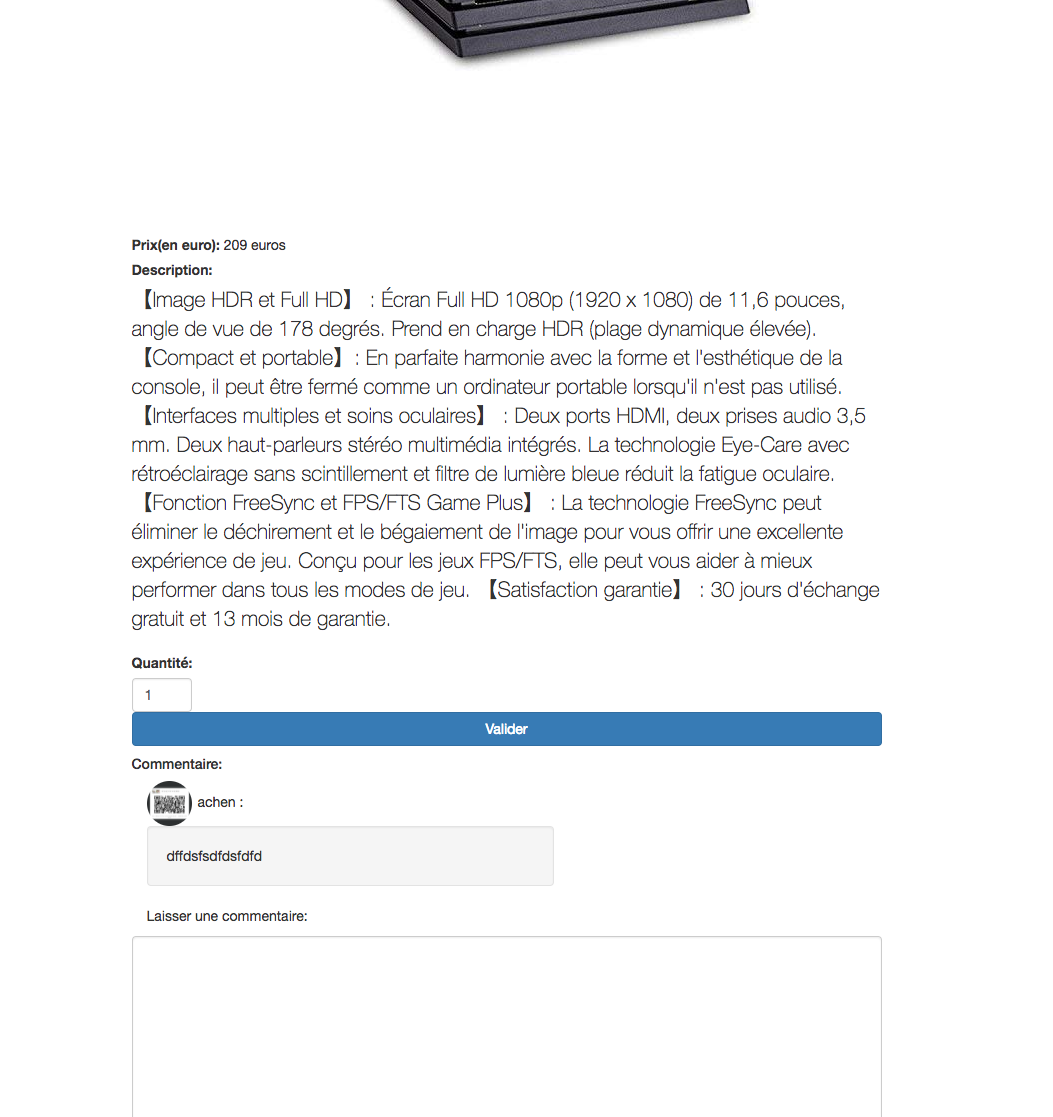 Prix(en euro): 209 euros
Description:
【Image HDR et Full HD】 : Écran Full HD 1080p (1920 x 1080) de 11,6 pouces,
angle de vue de 178 degrés. Prend en charge HDR (plage dynamique élevée).
【Compact et portable】 : En parfaite harmonie avec la forme et l'esthétique de la
console, il peut être fermé comme un ordinateur portable lorsqu'il n'est pas utilisé.
【Interfaces multiples et soins oculaires】 : Deux ports HDMI, deux prises audio 3,5
mm. Deux haut-parleurs stéréo multimédia intégrés. La technologie Eye-Care avec
rétroéclairage sans scintillement et filtre de lumière bleue réduit la fatigue oculaire.
【Fonction FreeSync et FPS/FTS Game Plus】 : La technologie FreeSync peut
éliminer le déchirement et le bégaiement de l'image pour vous offrir une excellente
expérience de jeu. Conçu pour les jeux FPS/FTS, elle peut vous aider à mieux
performer dans tous les modes de jeu. 【Satisfaction garantie】 : 30 jours d'échange
gratuit et 13 mois de garantie.
Quantité:
1
Valider
Commentaire:
achen :
dffdsfsdfdsfdfd
Laisser une commentaire: